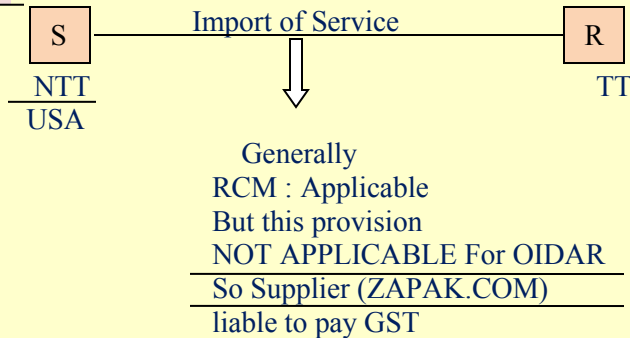 Import of Service
S
R
NTT
TT
USA
Generally
RCM : Applicable
But this provision
NOT APPLICABLE For OIDAR
So Supplier (ZAPAK.COM)
liable to pay GST